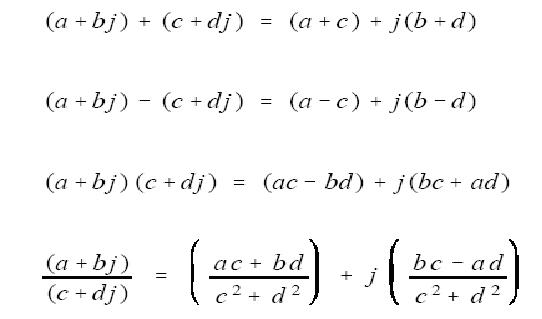 (a + bj) + (c + dj) = (a + c) + j(b + d)
(a + bj) − (c + dj) = (a − c) + j(b − d)
(a + bj) (c + dj) = (ac − bd) + j(bc + ad)
(a + bj) / (c + dj) = ( (ac + bd) / (c² + d²) ) + j ( (bc − ad) / (c² + d²) )